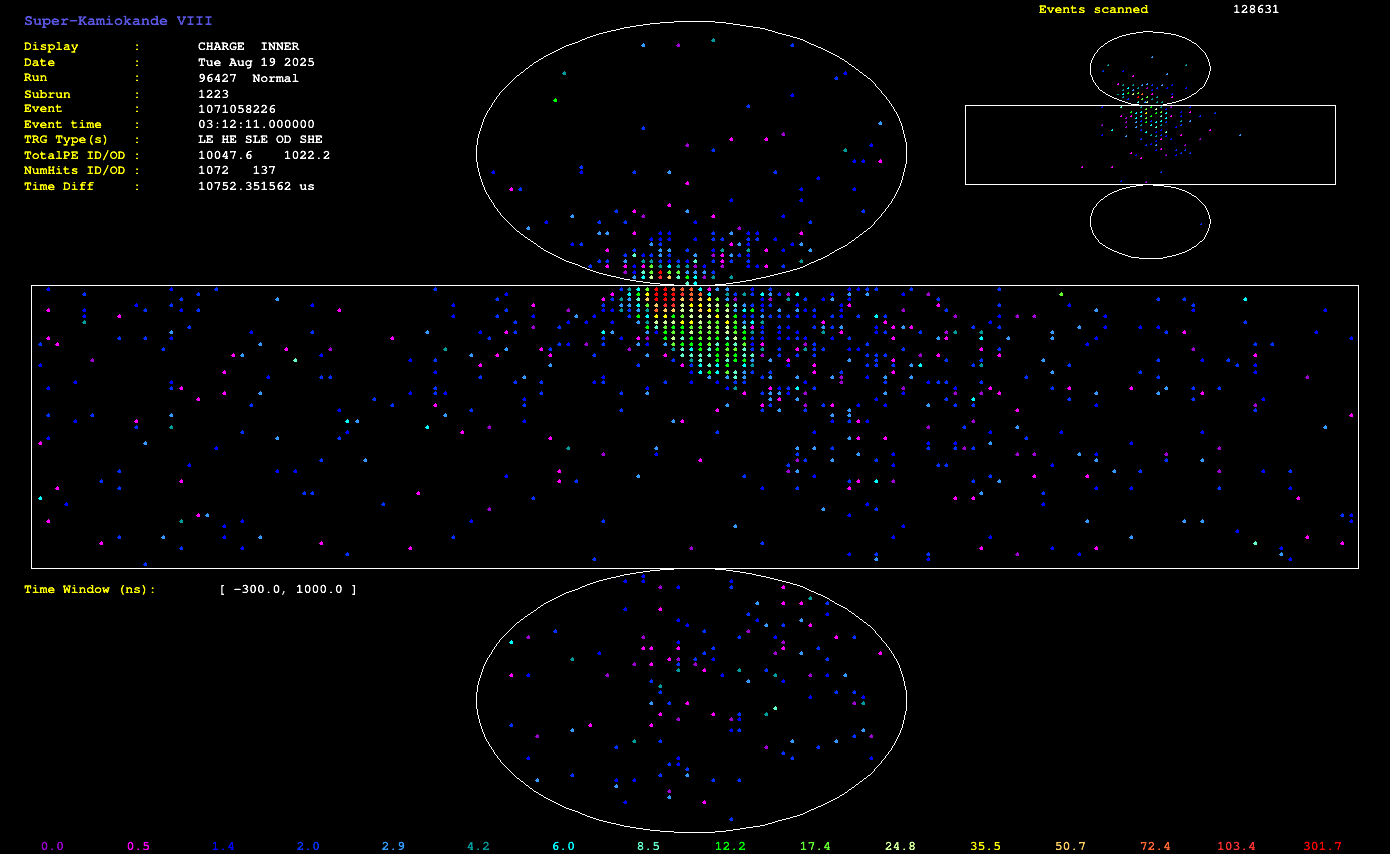 Super-Kamiokande VIII
Events scanned 128631
Display : CHARGE INNER
Date : Tue Aug 19 2025
Run : 96427 Normal
Subrun : 1223
Event : 1071058226
Event time : 03:12:11.000000
TRG Type(s) : LE HE SLE OD SHE
TotalPE ID/OD : 10047.6 1022.2
NumHits ID/OD : 1072 137
Time Diff : 10752.351562 us
Time Window (ns): [ -300.0, 1000.0 ]
0.0 0.5 1.4 2.0 2.9 4.2 6.0 8.5 12.2 17.4 24.8 35.5 50.7 72.4 103.4 301.7